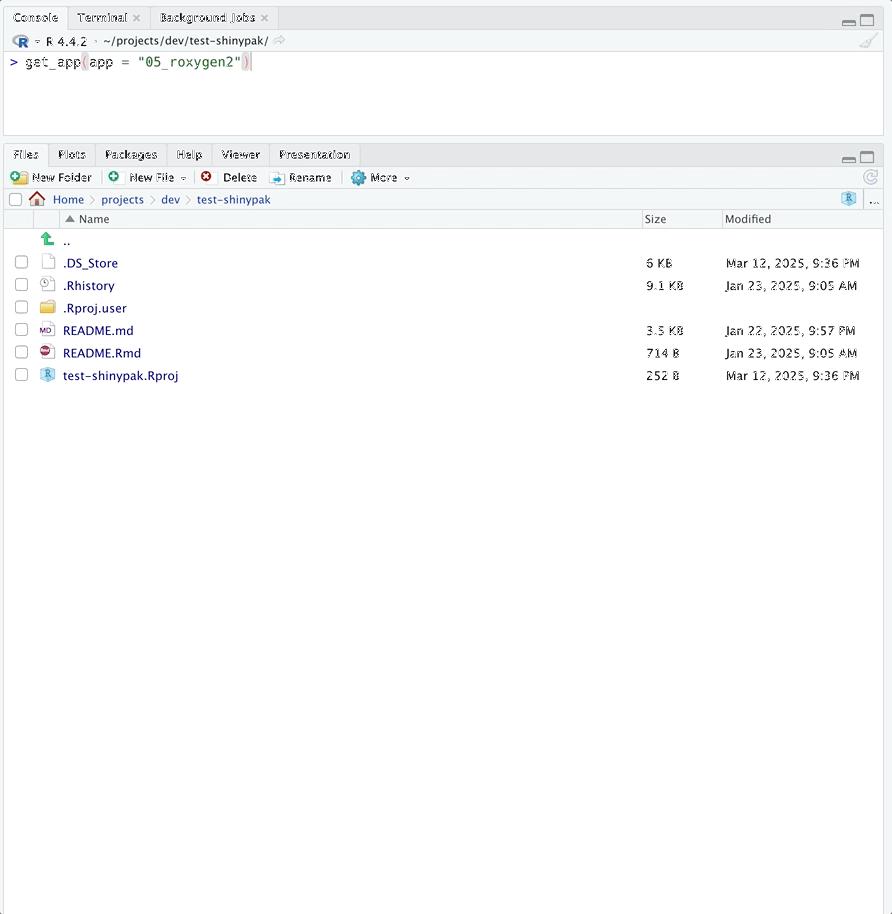 Console Terminal Background Jobs
R 4.4.2 · ~/projects/dev/test-shinypak/
> get_app(app = "05_roxygen2")
Files Plots Packages Help Viewer Presentation
New Folder New File Delete Rename More
Home projects dev test-shinypak R ...
Name Size Modified
..
.DS_Store 6 KB Mar 12, 2025, 9:36 PM
.Rhistory 9.1 KB Jan 23, 2025, 9:05 AM
.Rproj.user
MD README.md 3.5 KB Jan 22, 2025, 9:57 PM
README.Rmd 714 B Jan 23, 2025, 9:05 AM
R test-shinypak.Rproj 252 B Mar 12, 2025, 9:36 PM